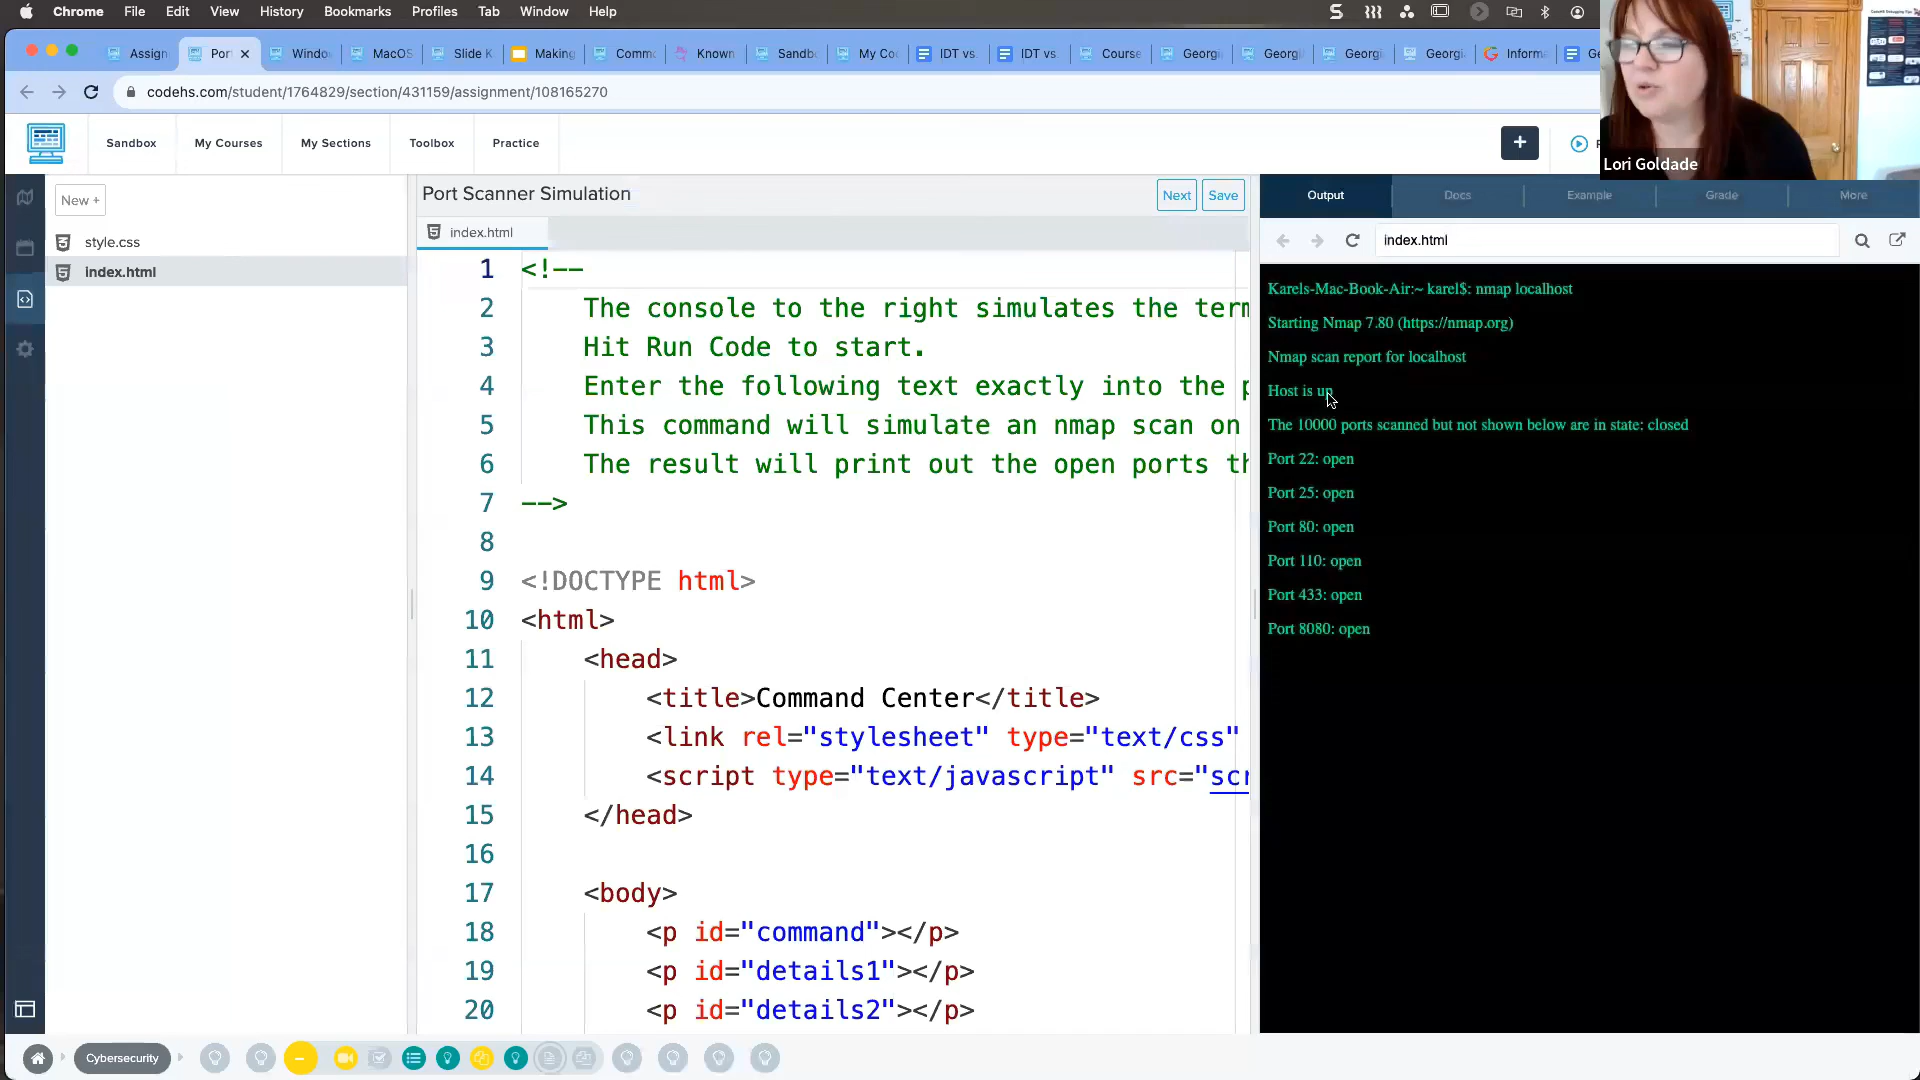 Chrome File Edit View History Bookmarks Profiles Tab Window Help
Assign Por Windo MacOS Slide K Making Comm Known Sandb My Co IDT vs. IDT vs. Course Georgi Georgi Georgi Georgi Inform Ge
codehs.com/student/1764829/section/431159/assignment/108165270
Sandbox My Courses My Sections Toolbox Practice
+
Lori Goldade
New +
style.css
index.html
Port Scanner Simulation
Next Save
index.html
1 <!--
2 The console to the right simulates the term
3 Hit Run Code to start.
4 Enter the following text exactly into the p
5 This command will simulate an nmap scan on
6 The result will print out the open ports th
7 -->
8
9 <!DOCTYPE html>
10 <html>
11 <head>
12 <title>Command Center</title>
13 <link rel="stylesheet" type="text/css"
14 <script type="text/javascript" src="scr
15 </head>
16
17 <body>
18 <p id="command"></p>
19 <p id="details1"></p>
20 <p id="details2"></p>
Output Docs Example Grade More
index.html
Karels-Mac-Book-Air:~ karel$: nmap localhost
Starting Nmap 7.80 (https://nmap.org)
Nmap scan report for localhost
Host is up
The 10000 ports scanned but not shown below are in state: closed
Port 22: open
Port 25: open
Port 80: open
Port 110: open
Port 433: open
Port 8080: open
Cybersecurity